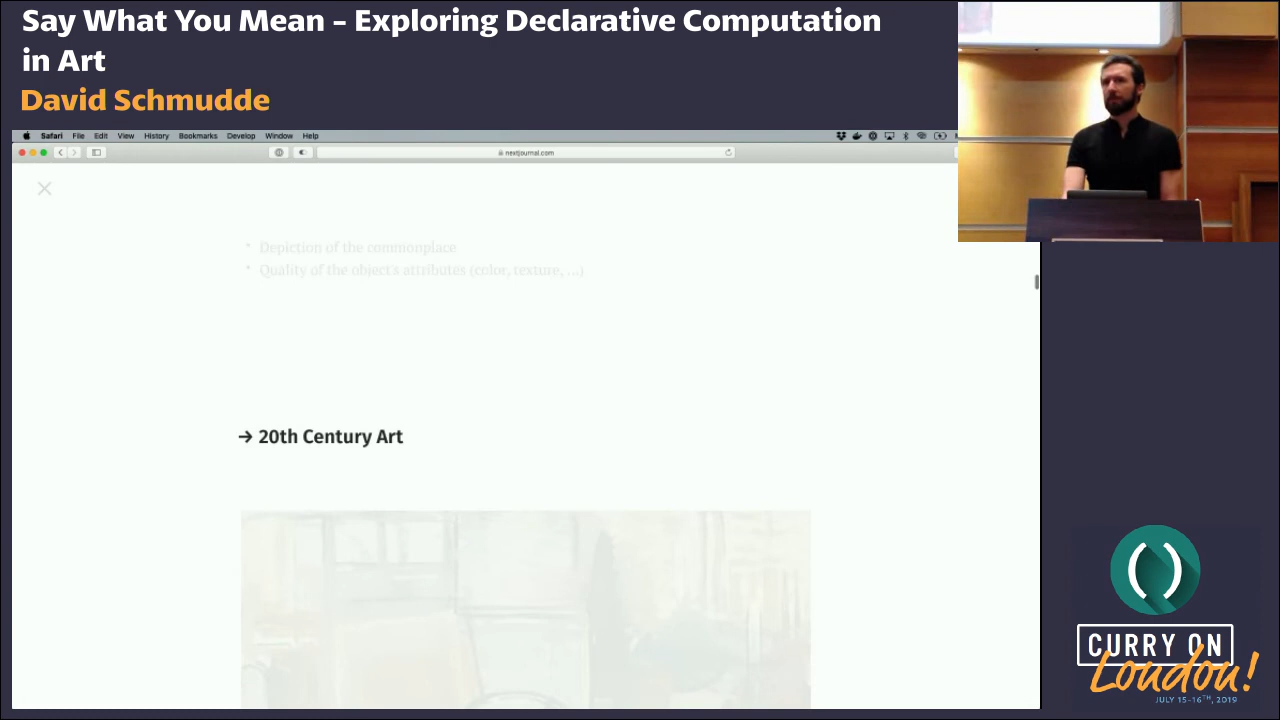 Say What You Mean – Exploring Declarative Computation
in Art
David Schmudde
Safari File Edit View History Bookmarks Develop Window Help
nextjournal.com
• Depiction of the commonplace
• Quality of the object's attributes (color, texture, ...)
→ 20th Century Art
CURRY ON
London!
JULY 15-16TH, 2019